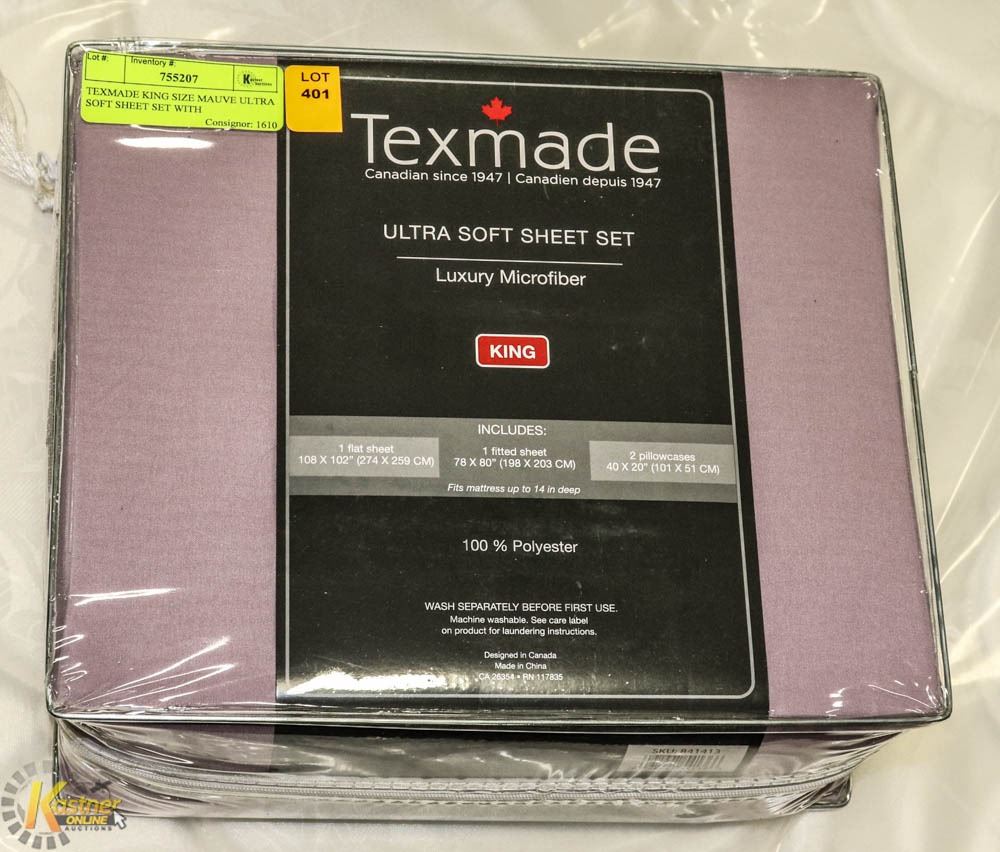 Lot #: Inventory #:
755207
Kastner Auctions
TEXMADE KING SIZE MAUVE ULTRA
SOFT SHEET SET WITH
Consignor: 1610
LOT
401
Texmade
Canadian since 1947 | Canadien depuis 1947
ULTRA SOFT SHEET SET
Luxury Microfiber
KING
INCLUDES:
1 flat sheet
108 X 102" (274 X 259 CM)
1 fitted sheet
78 X 80" (198 X 203 CM)
2 pillowcases
40 X 20" (101 X 51 CM)
Fits mattress up to 14 in deep
100 % Polyester
WASH SEPARATELY BEFORE FIRST USE.
Machine washable. See care label
on product for laundering instructions.
Designed in Canada
Made in China
CA 26354 • RN 117835
SKU: 841413
Kastner
ONLINE
AUCTIONS